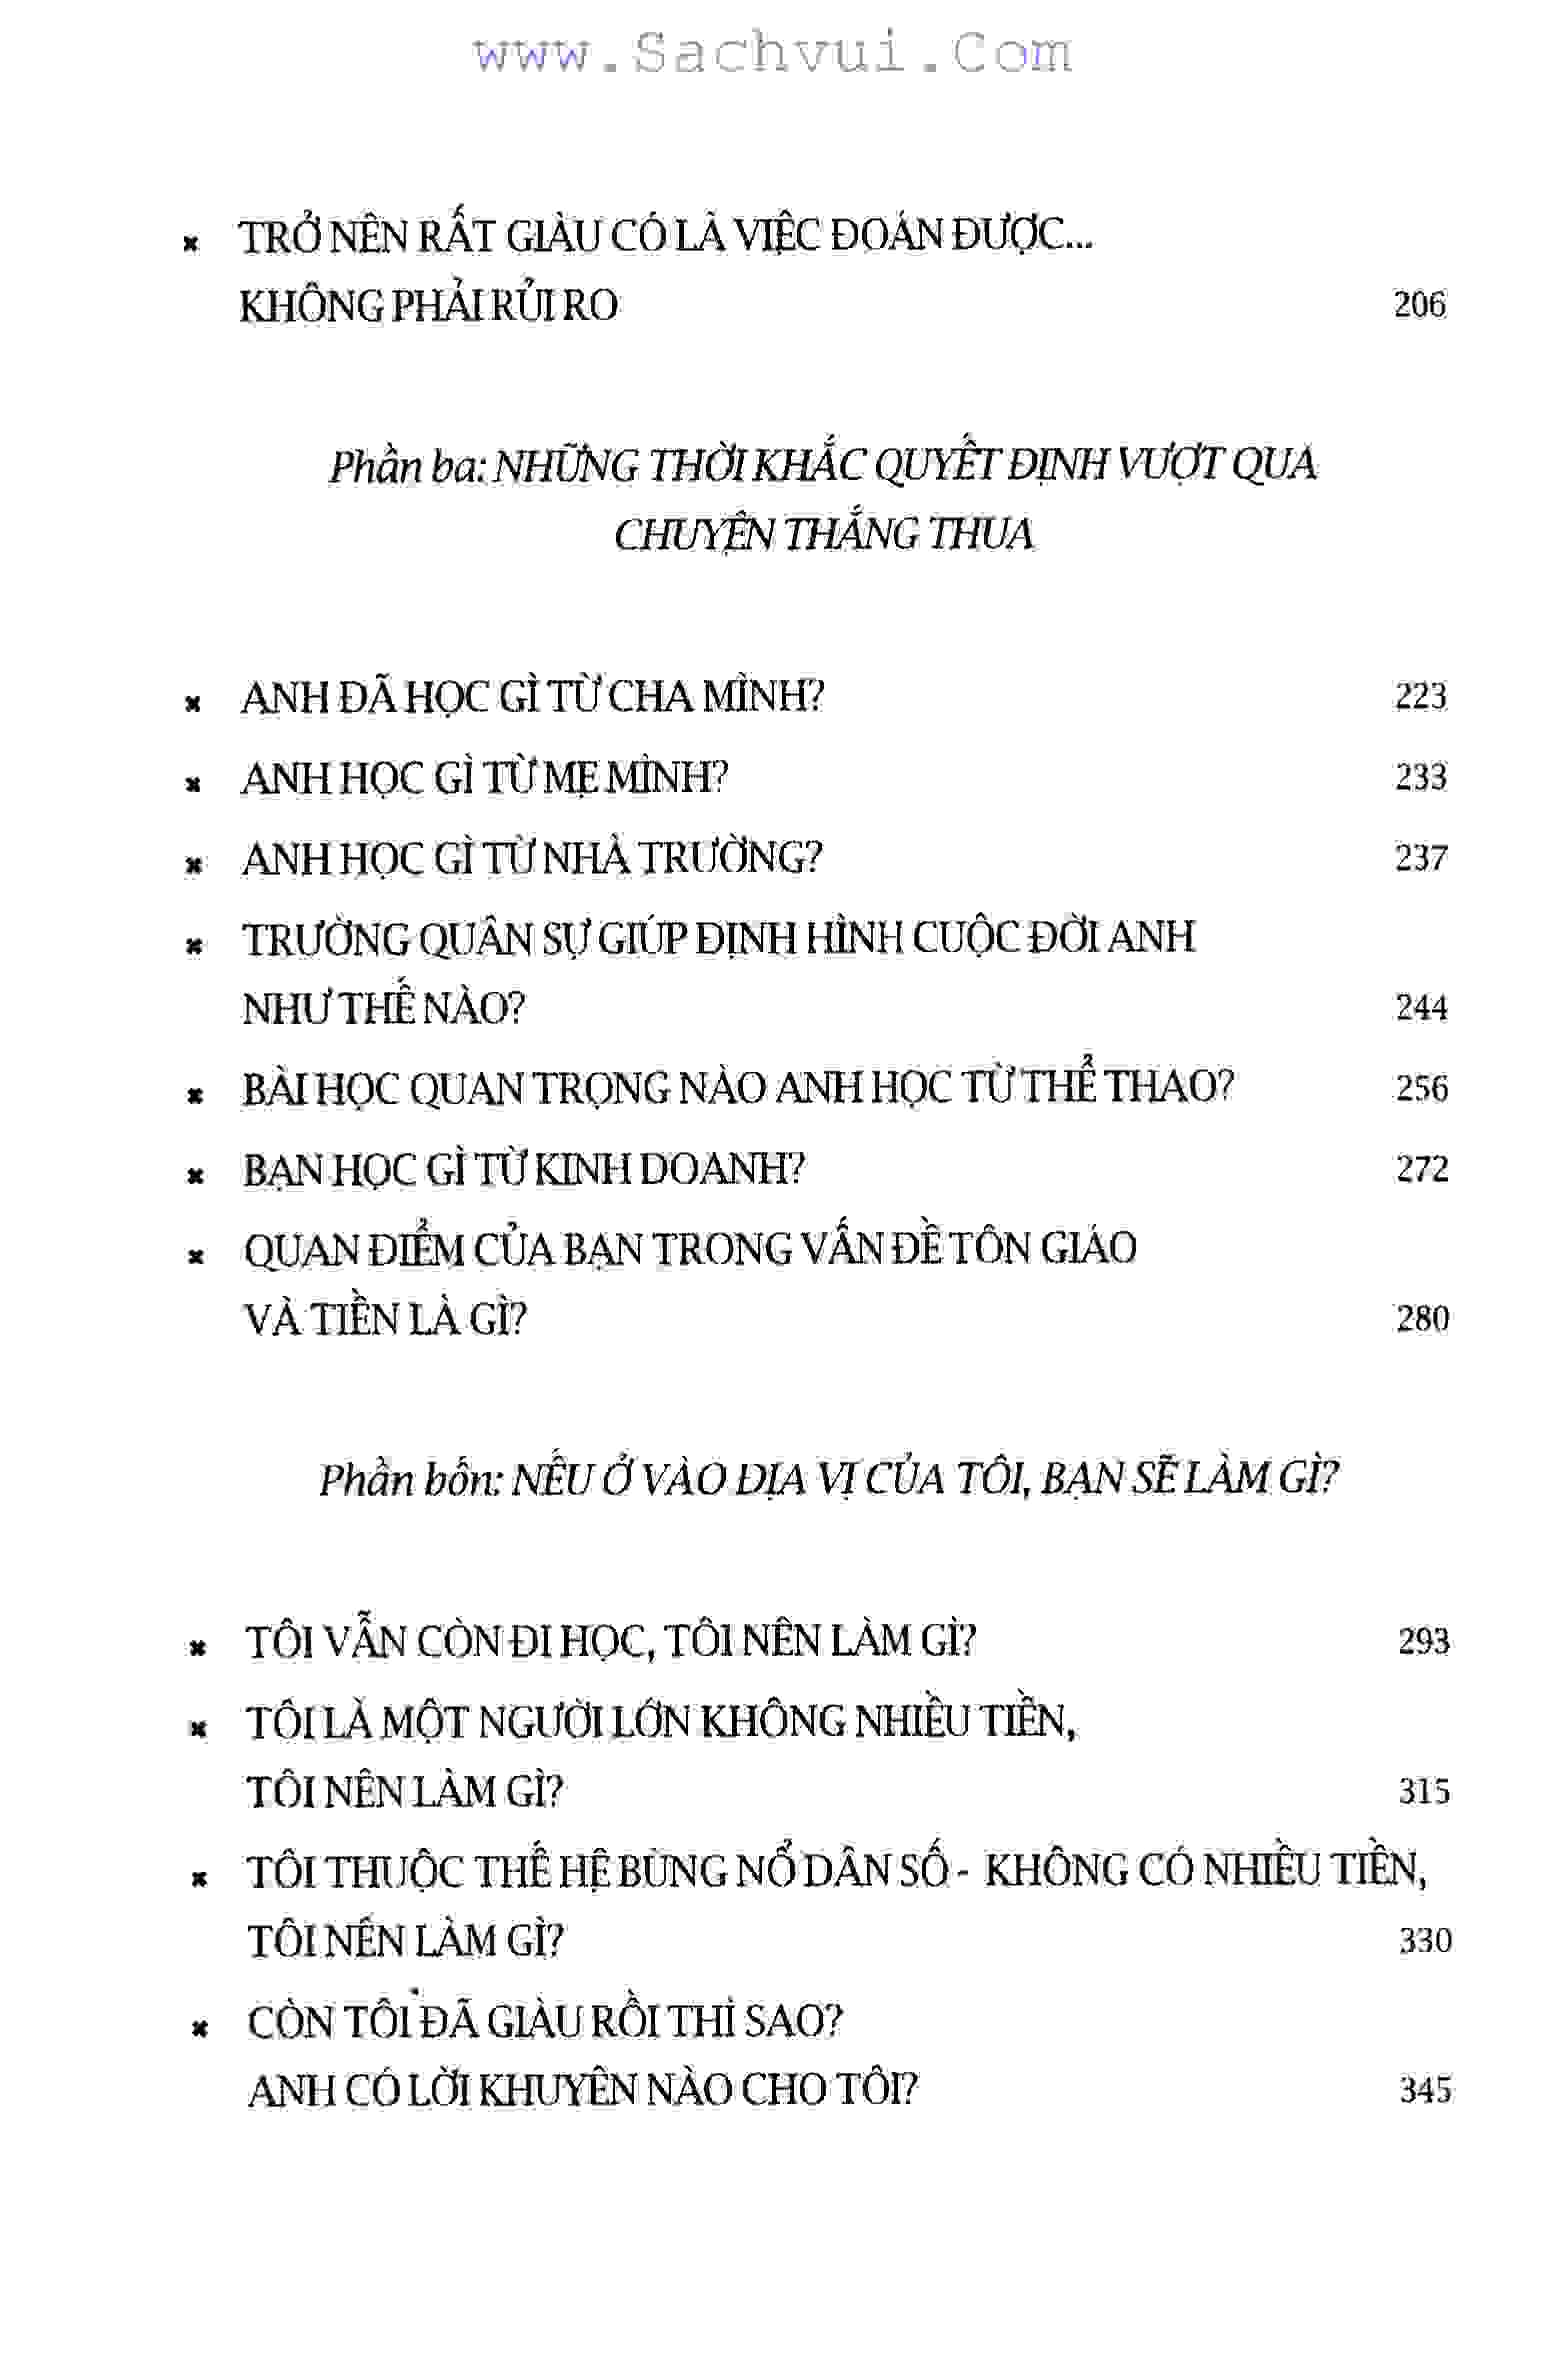 www.Sachvui.Com
× TRỞ NÊN RẤT GIÀU CÓ LÀ VIỆC ĐOÁN ĐƯỢC...
KHÔNG PHẢI RỦI RO 206
Phần ba: NHỮNG THỜI KHẮC QUYẾT ĐỊNH VƯỢT QUA
CHUYỆN THẮNG THUA
× ANH ĐÃ HỌC GÌ TỪ CHA MÌNH? 223
× ANH HỌC GÌ TỪ MẸ MÌNH? 233
× ANH HỌC GÌ TỪ NHÀ TRƯỜNG? 237
× TRƯỜNG QUÂN SỰ GIÚP ĐỊNH HÌNH CUỘC ĐỜI ANH
NHƯ THẾ NÀO? 244
× BÀI HỌC QUAN TRỌNG NÀO ANH HỌC TỪ THỂ THAO? 256
× BẠN HỌC GÌ TỪ KINH DOANH? 272
× QUAN ĐIỂM CỦA BẠN TRONG VẤN ĐỀ TÔN GIÁO
VÀ TIỀN LÀ GÌ? 280
Phần bốn: NẾU Ở VÀO ĐỊA VỊ CỦA TÔI, BẠN SẼ LÀM GÌ?
× TÔI VẪN CÒN ĐI HỌC, TÔI NÊN LÀM GÌ? 293
× TÔI LÀ MỘT NGƯỜI LỚN KHÔNG NHIỀU TIỀN,
TÔI NÊN LÀM GÌ? 315
× TÔI THUỘC THẾ HỆ BÙNG NỔ DÂN SỐ - KHÔNG CÓ NHIỀU TIỀN,
TÔI NÊN LÀM GÌ? 330
× CÒN TÔI ĐÃ GIÀU RỒI THÌ SAO?
ANH CÓ LỜI KHUYÊN NÀO CHO TÔI? 345